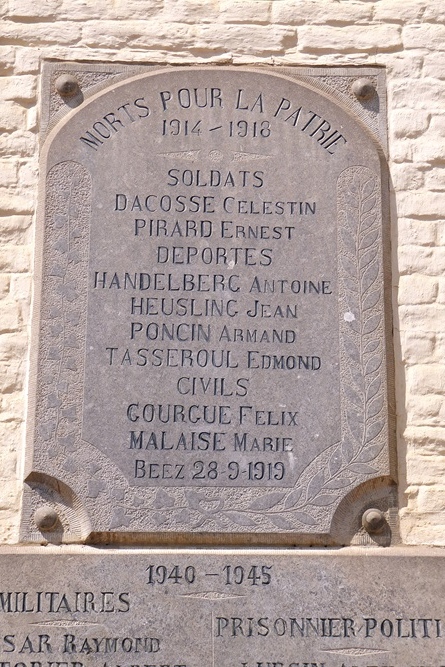 MORTS POUR LA PATRIE
1914 – 1918
SOLDATS
DACOSSE CELESTIN
PIRARD ERNEST
DEPORTES
HANDELBERG ANTOINE
HEUSLING JEAN
PONCIN ARMAND
TASSEROUL EDMOND
CIVILS
GOURGUE FELIX
MALAISE MARIE
BEEZ 28-9-1919
1940 – 1945
MILITAIRES
SAR RAYMOND
PRISONNIER POLITI